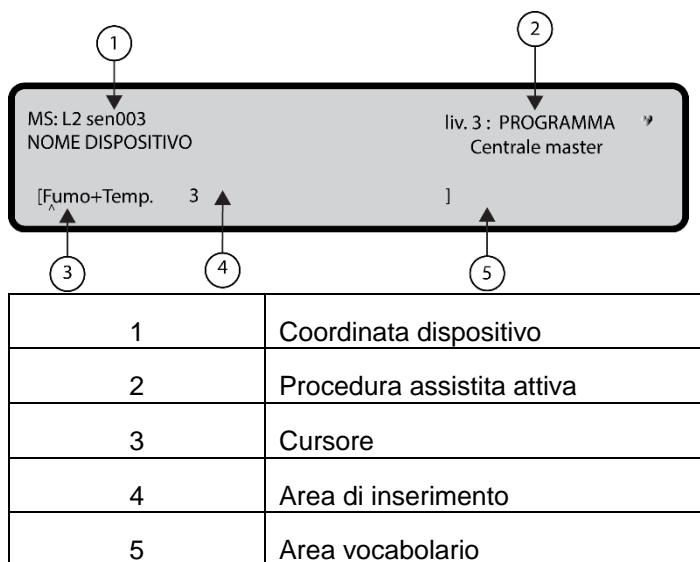 1
2
MS: L2 sen003 liv. 3 : PROGRAMMA
NOME DISPOSITIVO Centrale master
[Fumo+Temp. 3 ]
^
3
4
5
1 Coordinata dispositivo
2 Procedura assistita attiva
3 Cursore
4 Area di inserimento
5 Area vocabolario